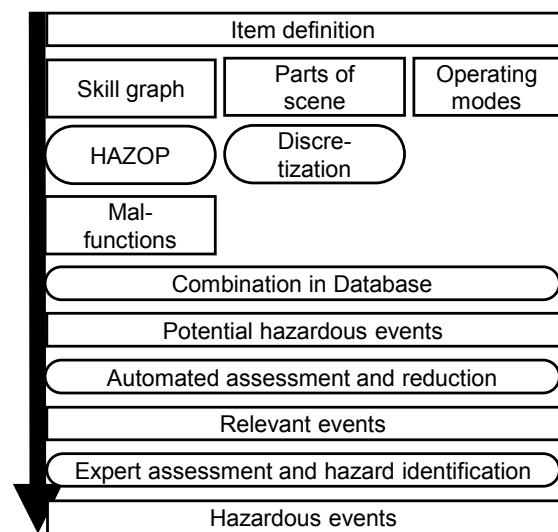 Item definition
Skill graph
Parts of
scene
Operating
modes
HAZOP
Discre-
tization
Mal-
functions
Combination in Database
Potential hazardous events
Automated assessment and reduction
Relevant events
Expert assessment and hazard identification
Hazardous events